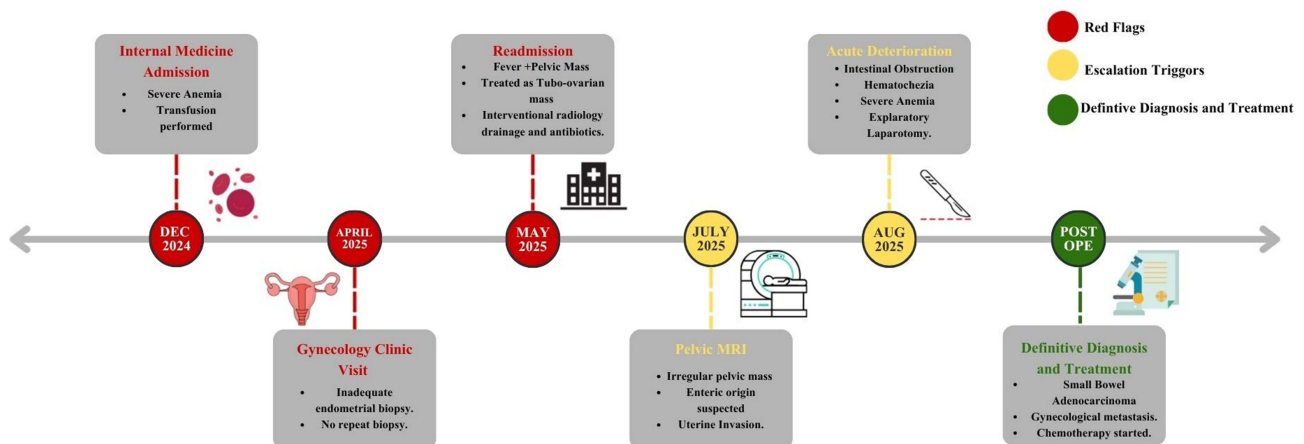 Internal Medicine
Admission
• Severe Anemia
• Transfusion
performed
Readmission
• Fever +Pelvic Mass
• Treated as Tubo-ovarian
mass
• Interventional radiology
drainage and antibiotics.
Acute Deterioration
• Intestinal Obstruction
• Hematochezia
• Severe Anemia
• Explaratory
Laparotomy.
Red Flags
Escalation Triggors
Defintive Diagnosis and Treatment
DEC
2024
APRIL
2025
MAY
2025
JULY
2025
AUG
2025
POST
OPE
Gynecology Clinic
Visit
• Inadequate
endometrial biopsy.
• No repeat biopsy.
Pelvic MRI
• Irregular pelvic mass
• Enteric origin
suspected
• Uterine Invasion.
Definitive Diagnosis
and Treatment
• Small Bowel
Adenocarcinoma
• Gynecological metastasis.
• Chemotherapy started.